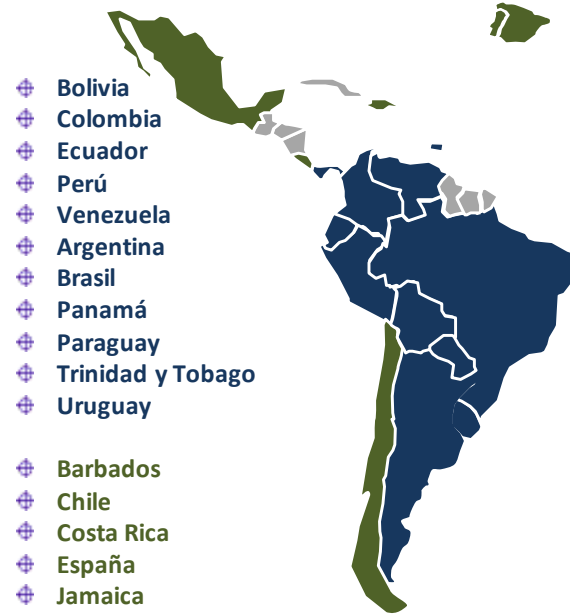 Bolivia
Colombia
Ecuador
Perú
Venezuela
Argentina
Brasil
Panamá
Paraguay
Trinidad y Tobago
Uruguay
Barbados
Chile
Costa Rica
España
Jamaica